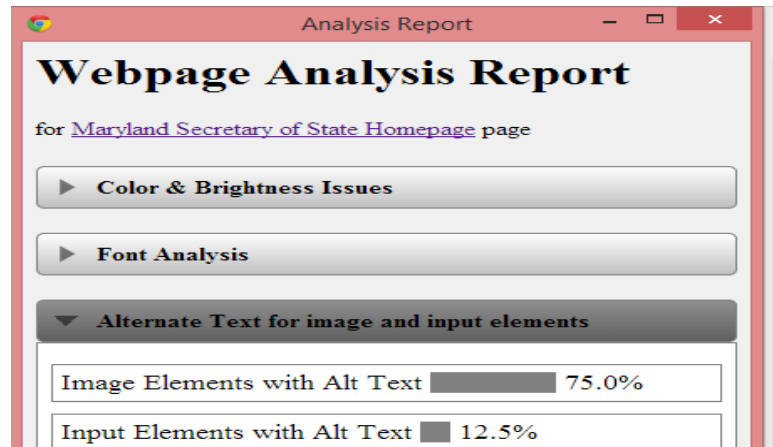 Analysis Report
Webpage Analysis Report
for Maryland Secretary of State Homepage page
Color & Brightness Issues
Font Analysis
Alternate Text for image and input elements
Image Elements with Alt Text 75.0%
Input Elements with Alt Text 12.5%